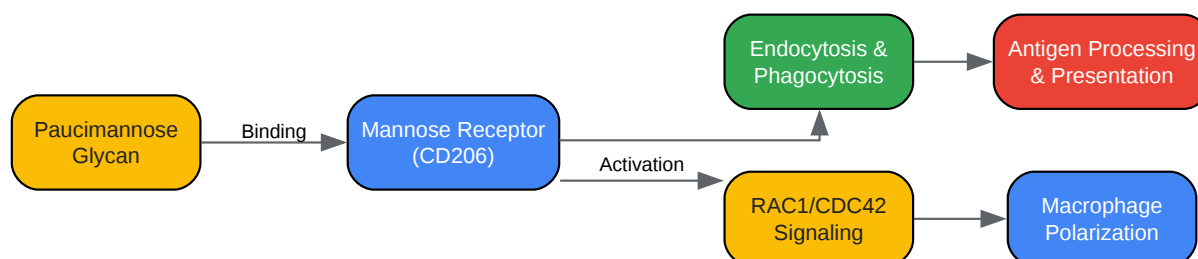 Paucimannose
Glycan
Binding
Mannose Receptor
(CD206)
Endocytosis &
Phagocytosis
Antigen Processing
& Presentation
Activation
RAC1/CDC42
Signaling
Macrophage
Polarization